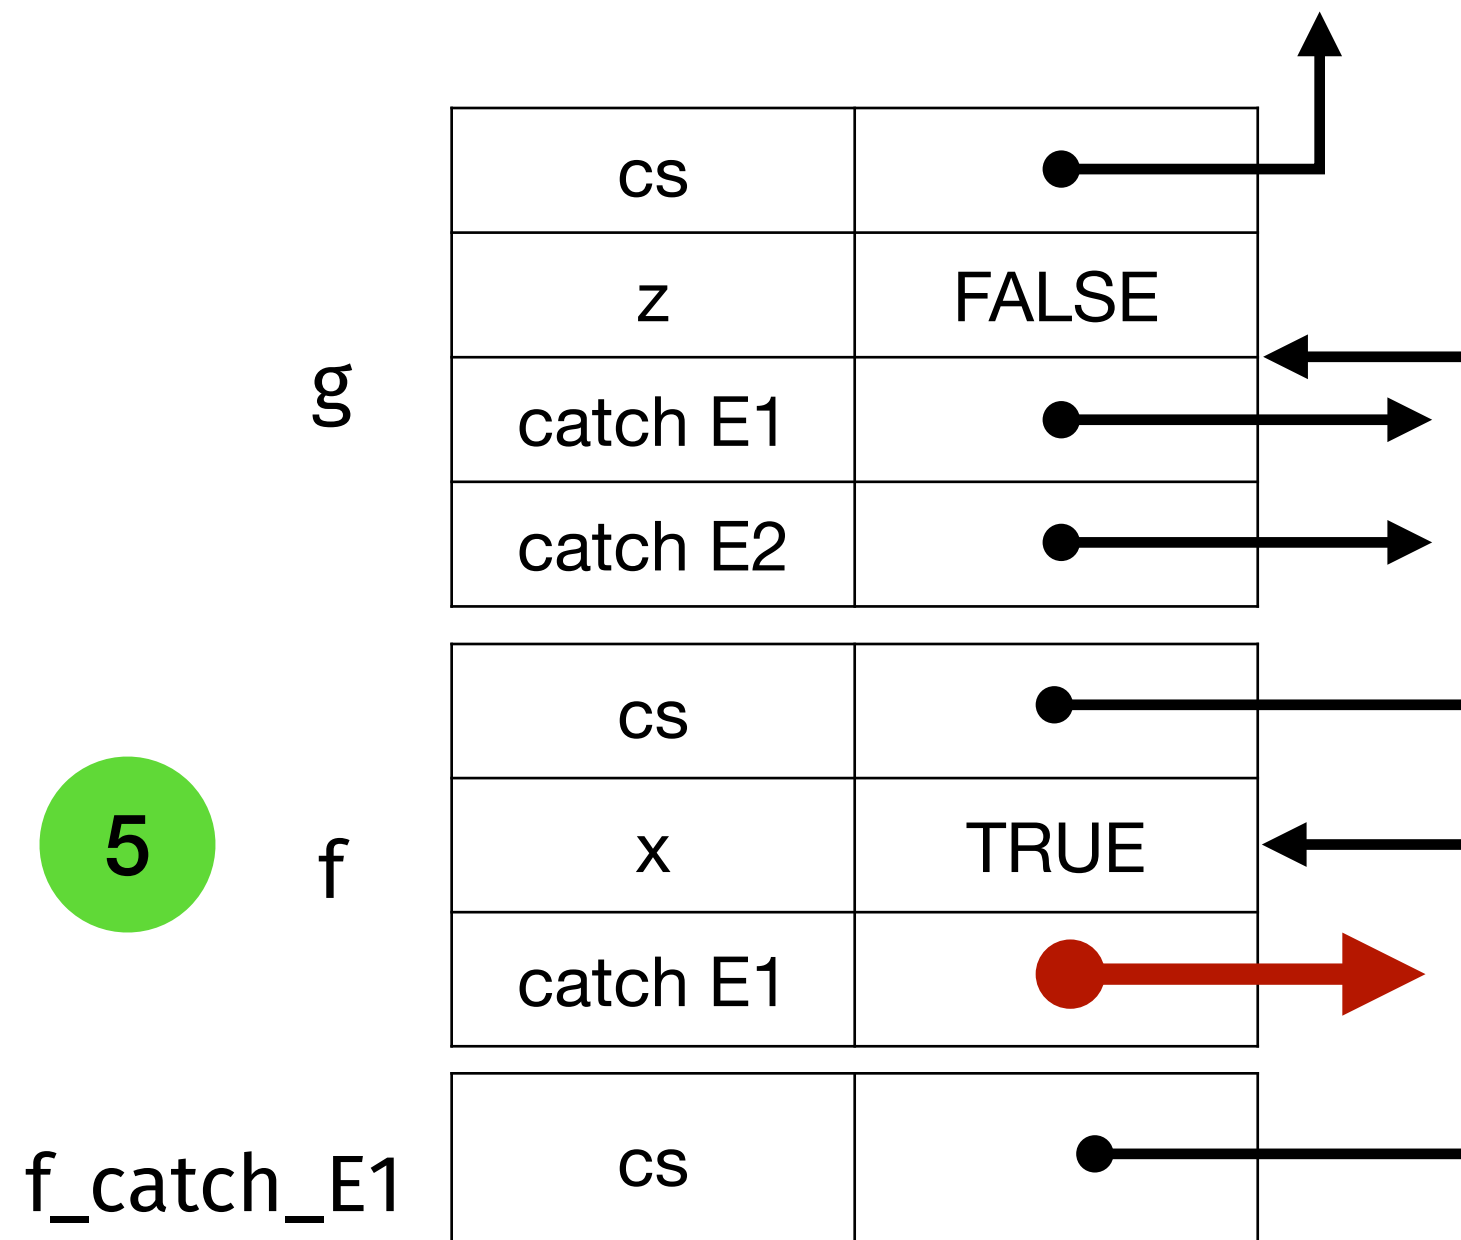 cs
z FALSE
g
catch E1
catch E2
cs
5
f
x TRUE
catch E1
f_catch_E1
cs